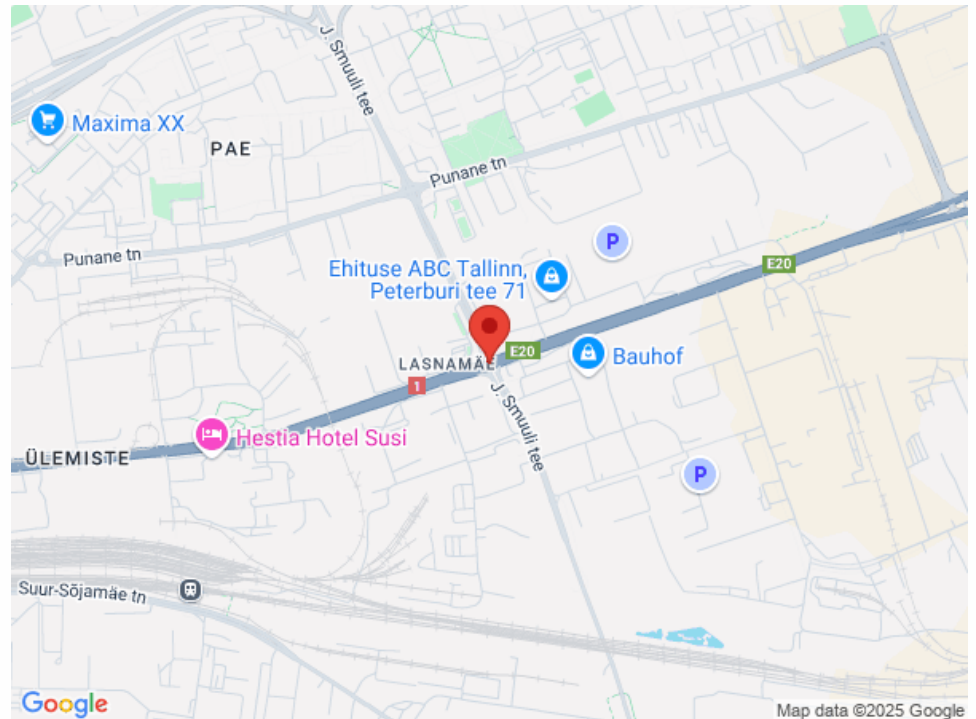 J. Smuuli tee
Maxima XX
PAE
Punane tn
Punane tn
Ehituse ABC Tallinn,
Peterburi tee 71
P
E20
E20
LASNAMÄE
Bauhof
1
J. Smuuli tee
Hestia Hotel Susi
ÜLEMISTE
P
Suur-Sõjamäe tn
Google
Map data ©2025 Google